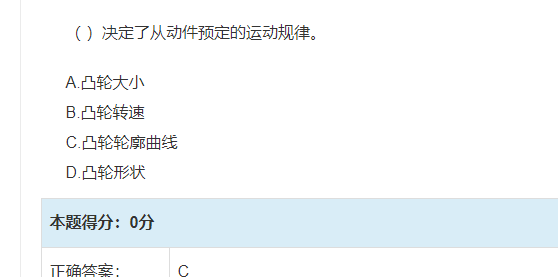 （ ）决定了从动件预定的运动规律。
A.凸轮大小
B.凸轮转速
C.凸轮轮廓曲线
D.凸轮形状
本题得分：0分
正确答案： C